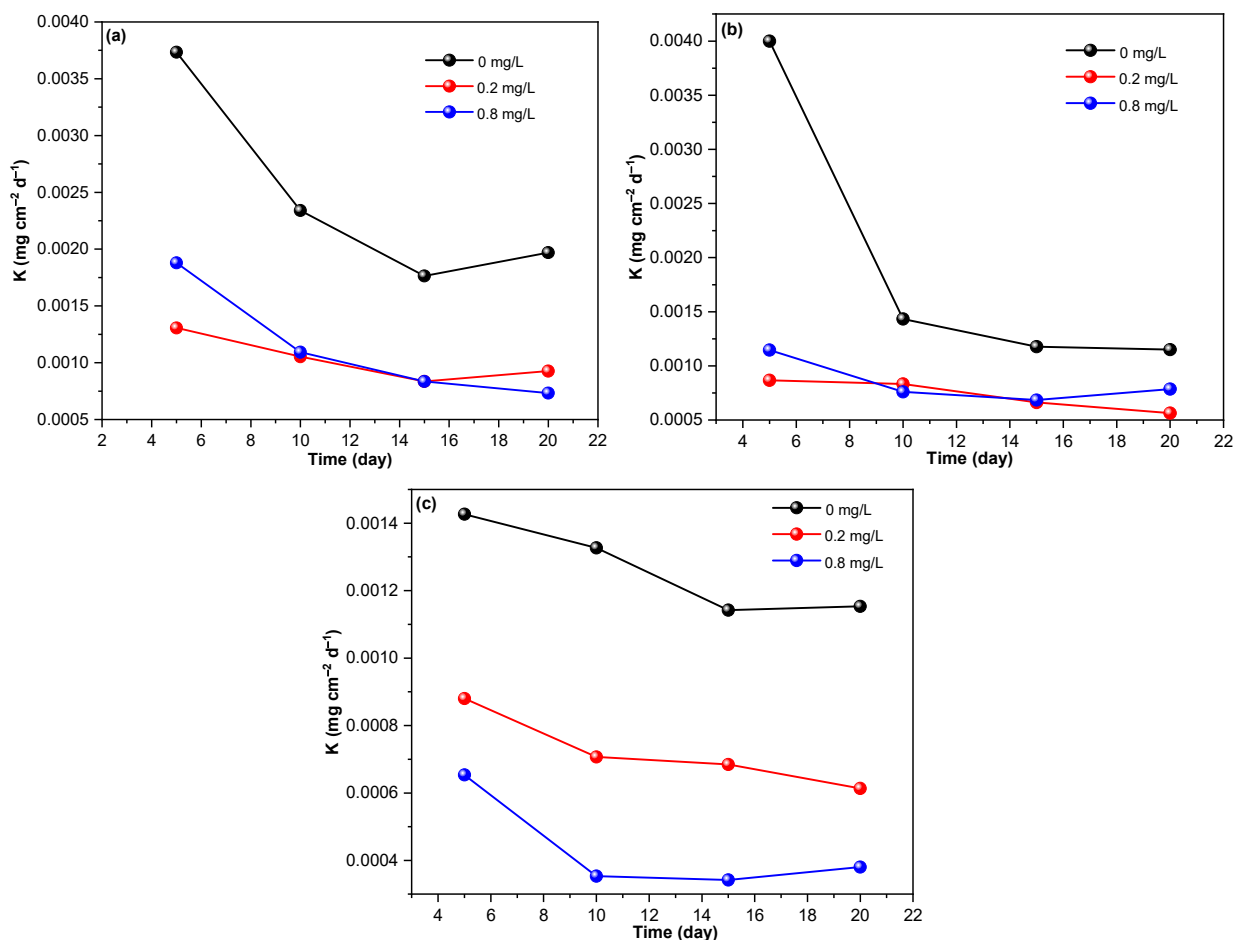 (a)
0 mg/L
0.2 mg/L
0.8 mg/L
K (mg cm⁻² d⁻¹)
0.0040
0.0035
0.0030
0.0025
0.0020
0.0015
0.0010
0.0005
2 4 6 8 10 12 14 16 18 20 22
Time (day)
(b)
0 mg/L
0.2 mg/L
0.8 mg/L
K (mg cm⁻² d⁻¹)
0.0040
0.0035
0.0030
0.0025
0.0020
0.0015
0.0010
0.0005
4 6 8 10 12 14 16 18 20 22
Time (day)
(c)
0 mg/L
0.2 mg/L
0.8 mg/L
K (mg cm⁻² d⁻¹)
0.0014
0.0012
0.0010
0.0008
0.0006
0.0004
4 6 8 10 12 14 16 18 20 22
Time (day)